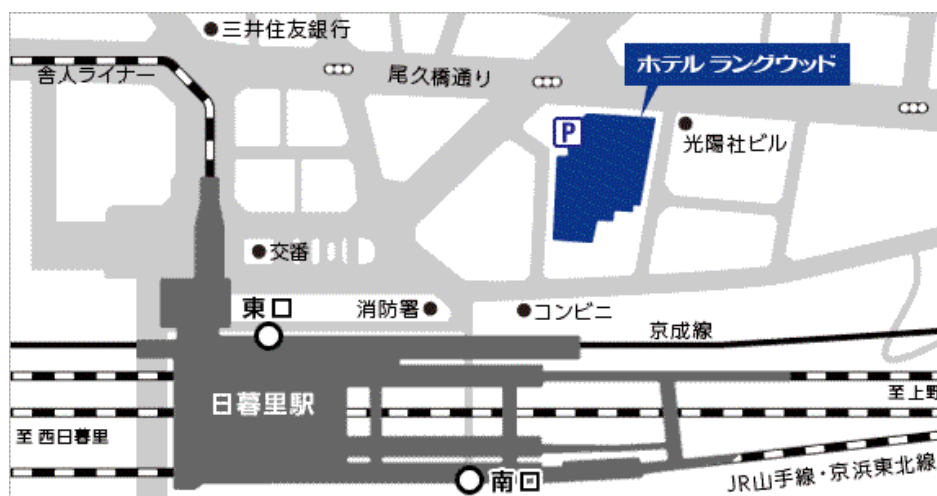 三井住友銀行
舎人ライナー
尾久橋通り
ホテル ラングウッド
P
光陽社ビル
交番
東口
消防署
コンビニ
京成線
日暮里駅
至 上野
至 西日暮里
南口
JR山手線・京浜東北線